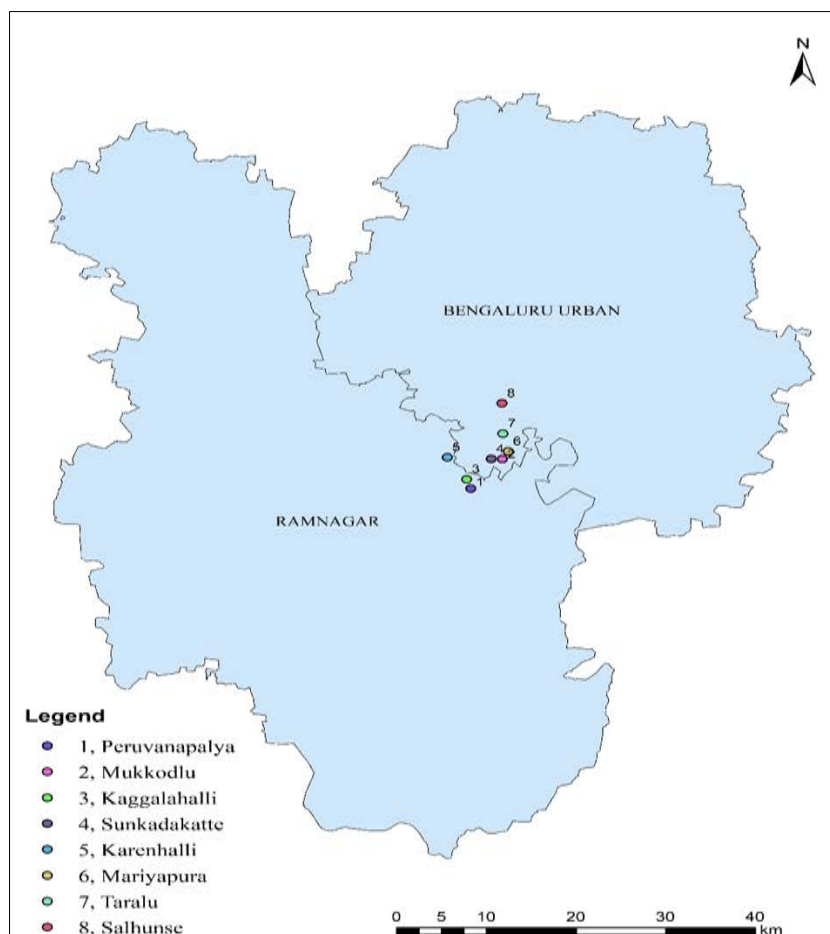 N
BENGALURU URBAN
8
7
6
5
4
2
3
1
RAMNAGAR
Legend
1, Peruvanapalya
2, Mukkodlu
3, Kaggalahalli
4, Sunkadakatte
5, Karenhalli
6, Mariyapura
7, Taralu
8, Salhunse
0 5 10 20 30 40
km